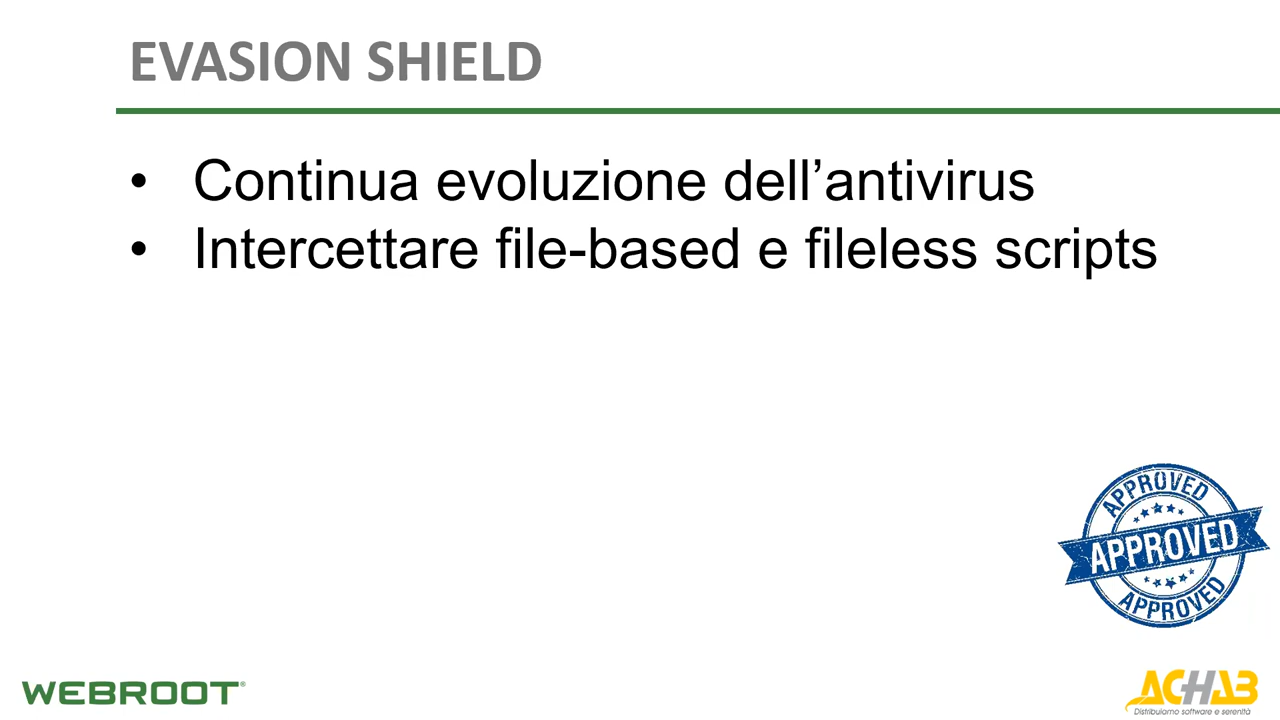 EVASION SHIELD
• Continua evoluzione dell’antivirus
• Intercettare file-based e fileless scripts
APPROVED
APPROVED
APPROVED
WEBROOT®
ACHAB
Distribuiamo software e serenità